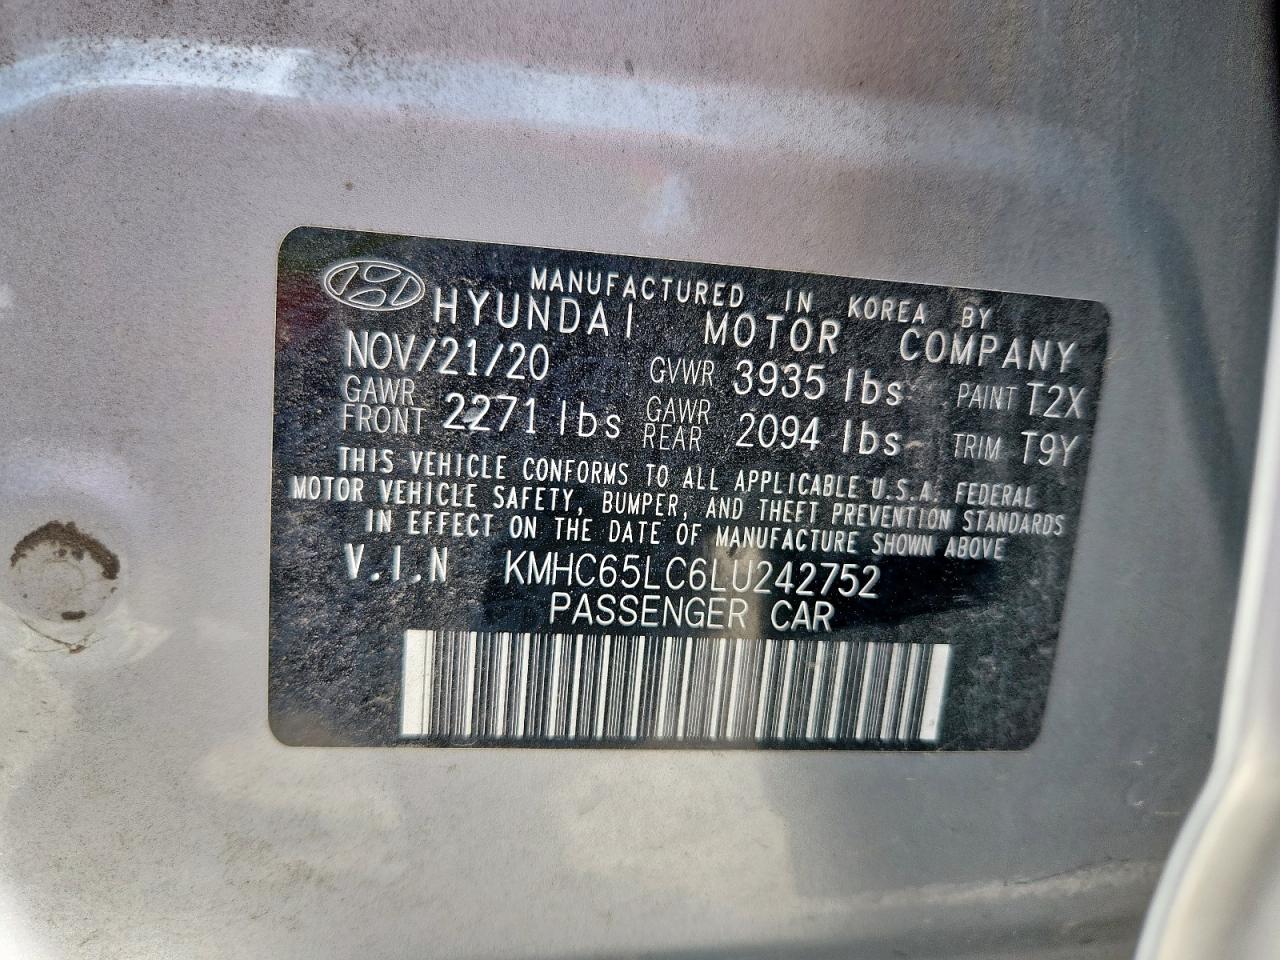 MANUFACTURED IN KOREA BY
HYUNDAI MOTOR COMPANY
NOV/21/20 GVWR 3935 lbs PAINT T2X
GAWR FRONT 2271 lbs GAWR REAR 2094 lbs TRIM T9Y
THIS VEHICLE CONFORMS TO ALL APPLICABLE U.S.A. FEDERAL
MOTOR VEHICLE SAFETY, BUMPER, AND THEFT PREVENTION STANDARDS
IN EFFECT ON THE DATE OF MANUFACTURE SHOWN ABOVE
V.I.N KMHC65LC6LU242752
PASSENGER CAR